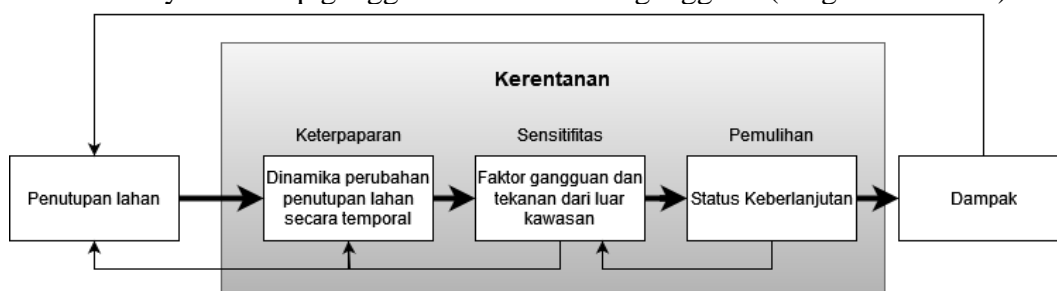 Kerentanan
Keterpaparan
Sensitifitas
Pemulihan
Penutupan lahan
Dinamika perubahan
penutupan lahan
secara temporal
Faktor gangguan dan
tekanan dari luar
kawasan
Status Keberlanjutan
Dampak